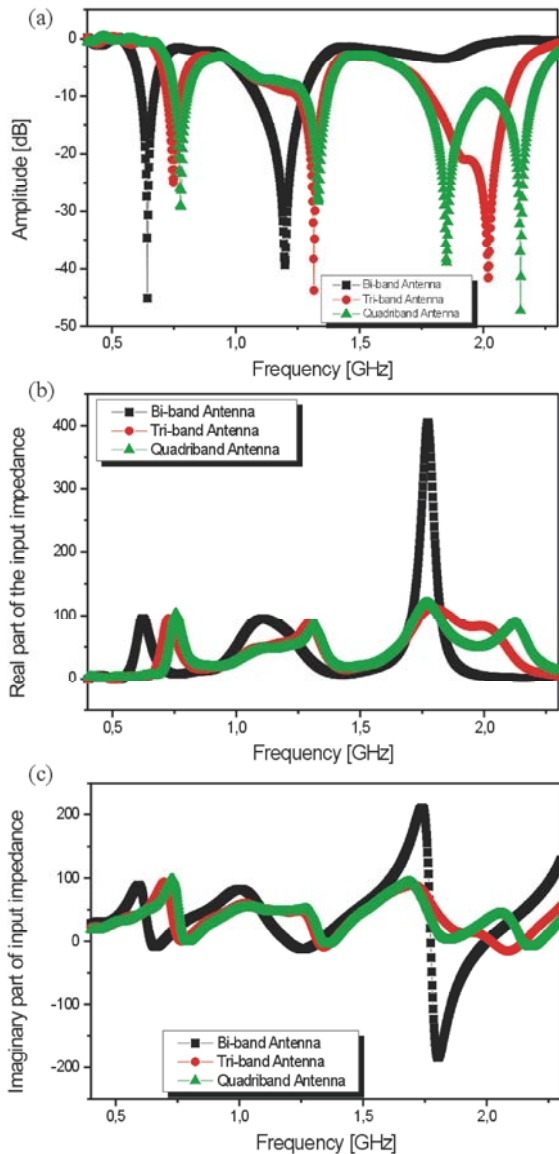 (a)
0
-10
-20
-30
-40
-50
Amplitude [dB]
Bi-band Antenna
Tri-band Antenna
Quadriband Antenna
0,5
1,0
1,5
2,0
Frequency [GHz]
(b)
400
300
200
100
0
Real part of the input impedance
Bi-band Antenna
Tri-band Antenna
Quadriband Antenna
0,5
1,0
1,5
2,0
Frequency [GHz]
(c)
200
100
0
-100
-200
Imaginary part of input impedance
Bi-band Antenna
Tri-band Antenna
Quadriband Antenna
0,5
1,0
1,5
2,0
Frequency [GHz]